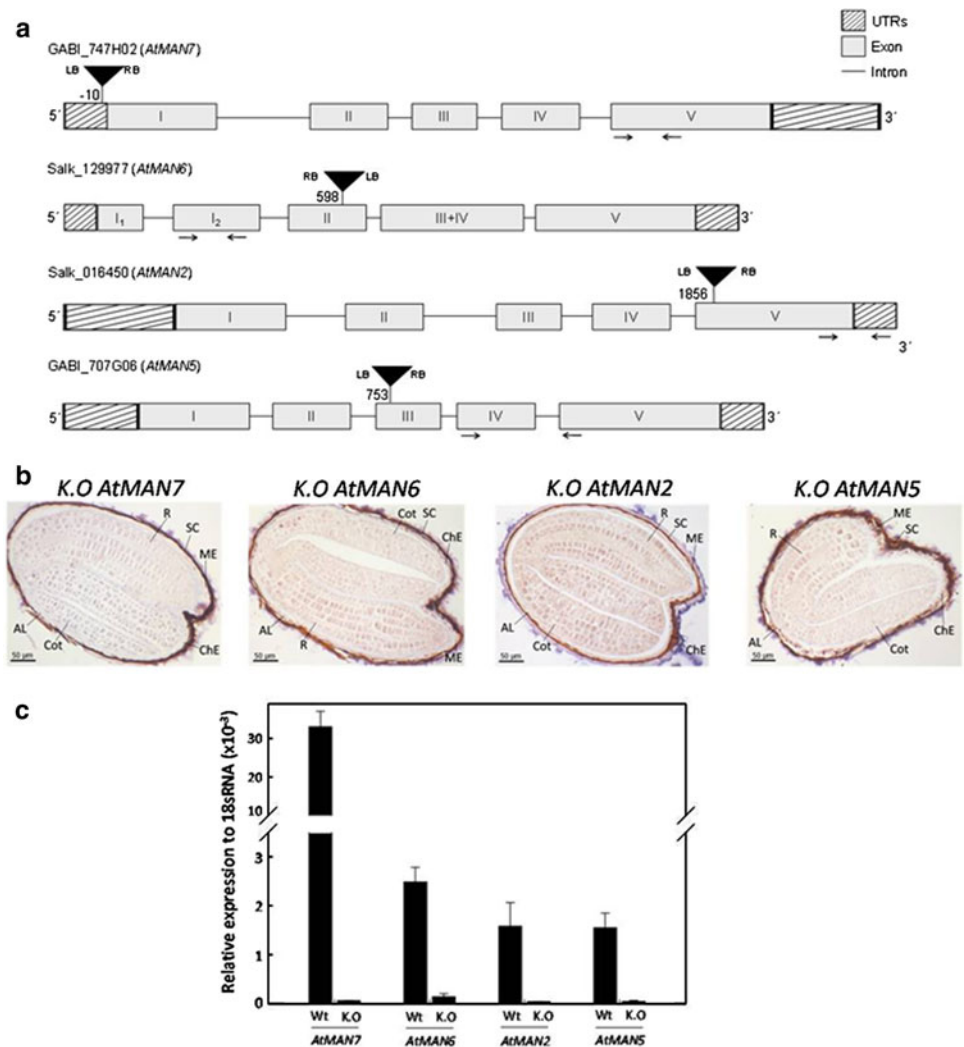 a
UTRs
Exon
Intron
GABI_747H02 (AtMAN7)
LB RB
-10
5´ I II III IV V 3´
Salk_129977 (AtMAN6)
RB LB
598
5´ I1 I2 II III+IV V 3´
Salk_016450 (AtMAN2)
LB RB
1856
5´ I II III IV V 3´
GABI_707G06 (AtMAN5)
LB RB
753
5´ I II III IV V 3´
b
K.O AtMAN7 K.O AtMAN6 K.O AtMAN2 K.O AtMAN5
R SC ME AL Cot ChE 50 µm
Cot SC ChE AL R ME 50 µm
R SC ME AL Cot ChE 50 µm
ME SC R AL ChE Cot 50 µm
c
Relative expression to 18sRNA (x10⁻³)
30
20
10
3
2
1
0
Wt K.O Wt K.O Wt K.O Wt K.O
AtMAN7 AtMAN6 AtMAN2 AtMAN5